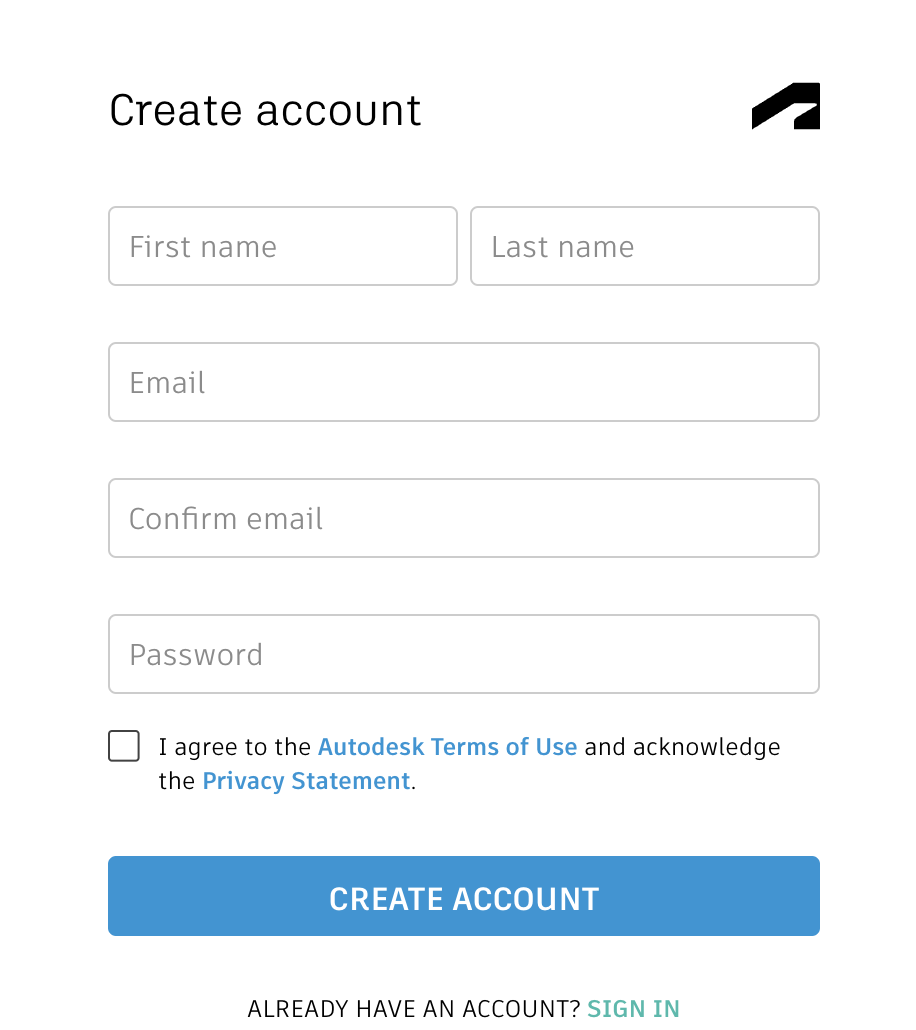 Create account
First name Last name
Email
Confirm email
Password
I agree to the Autodesk Terms of Use and acknowledge
the Privacy Statement.
CREATE ACCOUNT
ALREADY HAVE AN ACCOUNT? SIGN IN